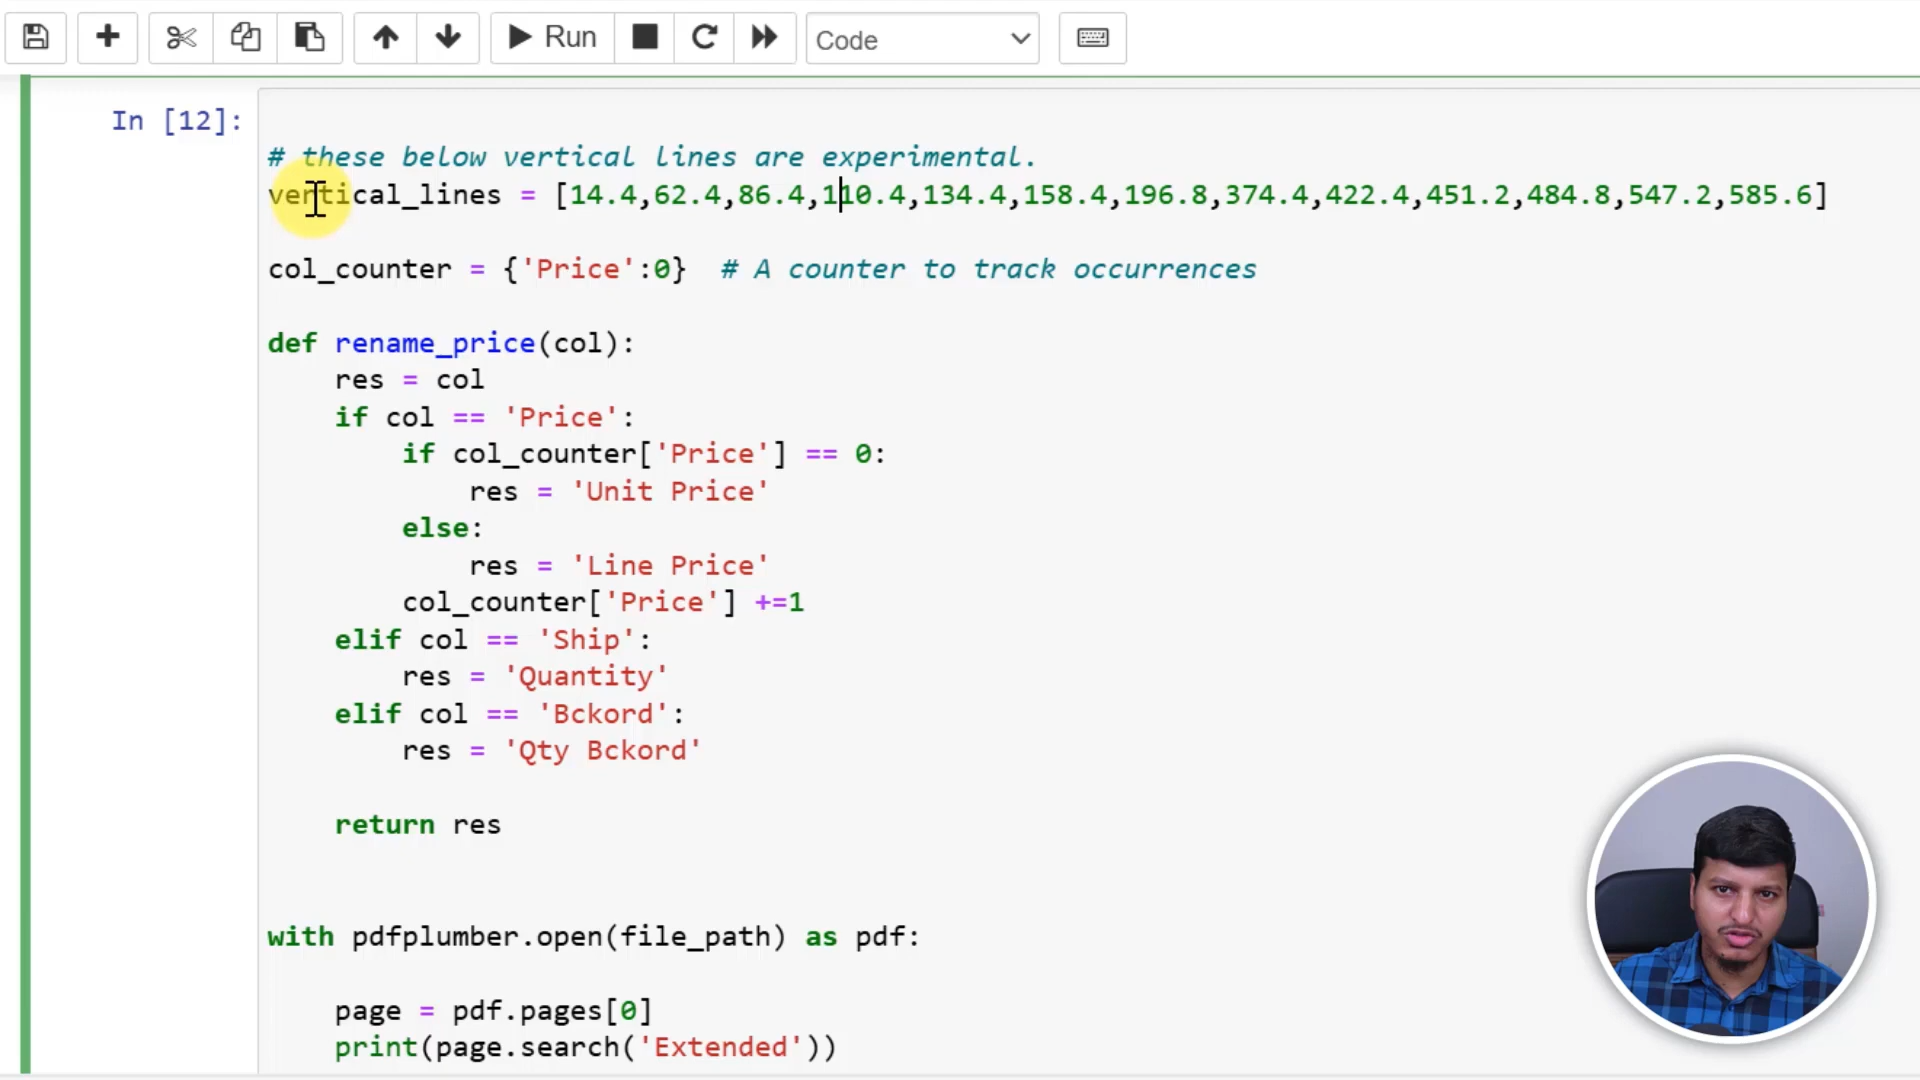 Run
Code
In [12]:
# these below vertical lines are experimental.
vertical_lines = [14.4,62.4,86.4,110.4,134.4,158.4,196.8,374.4,422.4,451.2,484.8,547.2,585.6]
col_counter = {'Price':0}  # A counter to track occurrences
def rename_price(col):
    res = col
    if col == 'Price':
        if col_counter['Price'] == 0:
            res = 'Unit Price'
        else:
            res = 'Line Price'
        col_counter['Price'] +=1
    elif col == 'Ship':
        res = 'Quantity'
    elif col == 'Bckord':
        res = 'Qty Bckord'
    return res
with pdfplumber.open(file_path) as pdf:
    page = pdf.pages[0]
    print(page.search('Extended'))